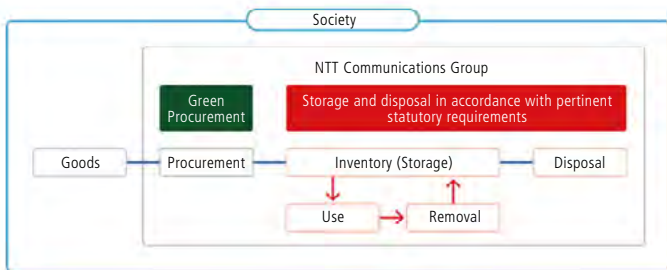 Society
NTT Communications Group
Green
Procurement
Storage and disposal in accordance with pertinent
statutory requirements
Goods
Procurement
Inventory (Storage)
Disposal
Use
Removal